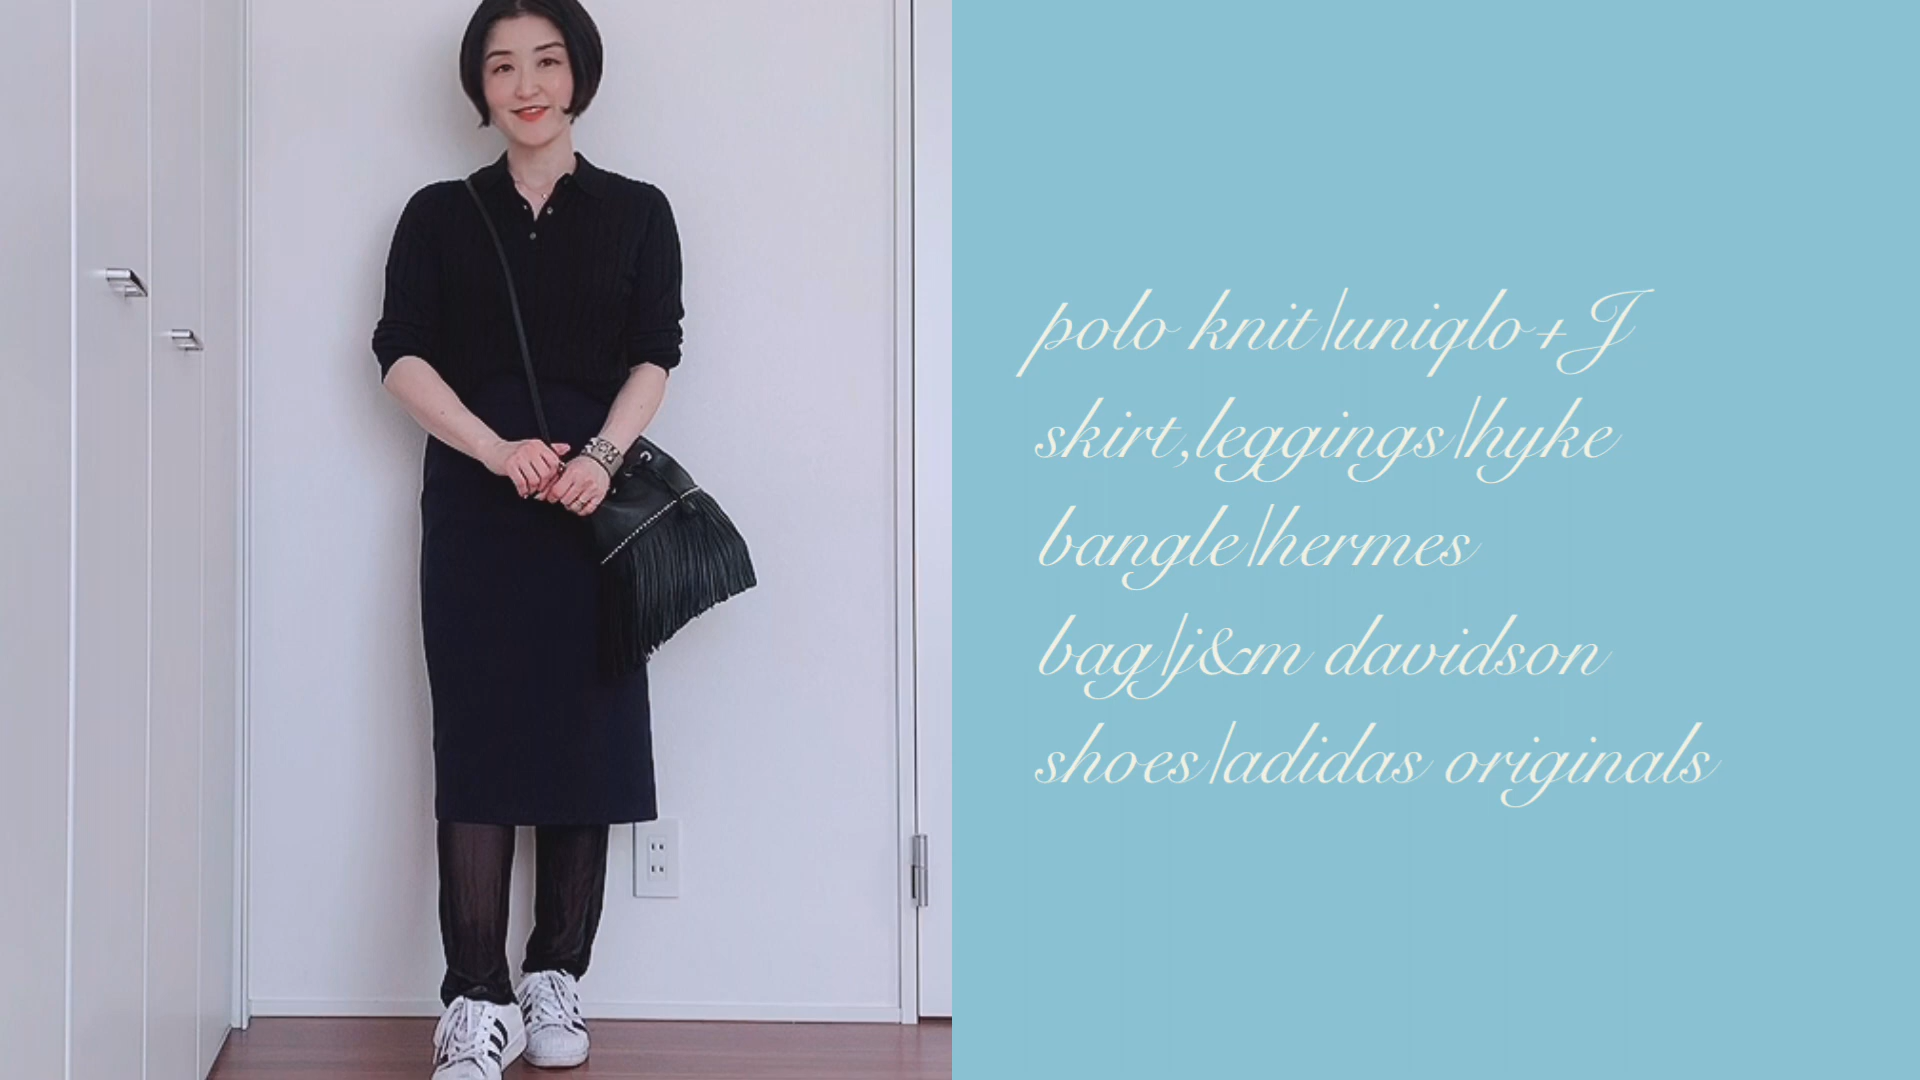 polo knit|uniqlo+J
skirt,leggings|hyke
bangle|hermes
bag|j&m davidson
shoes|adidas originals